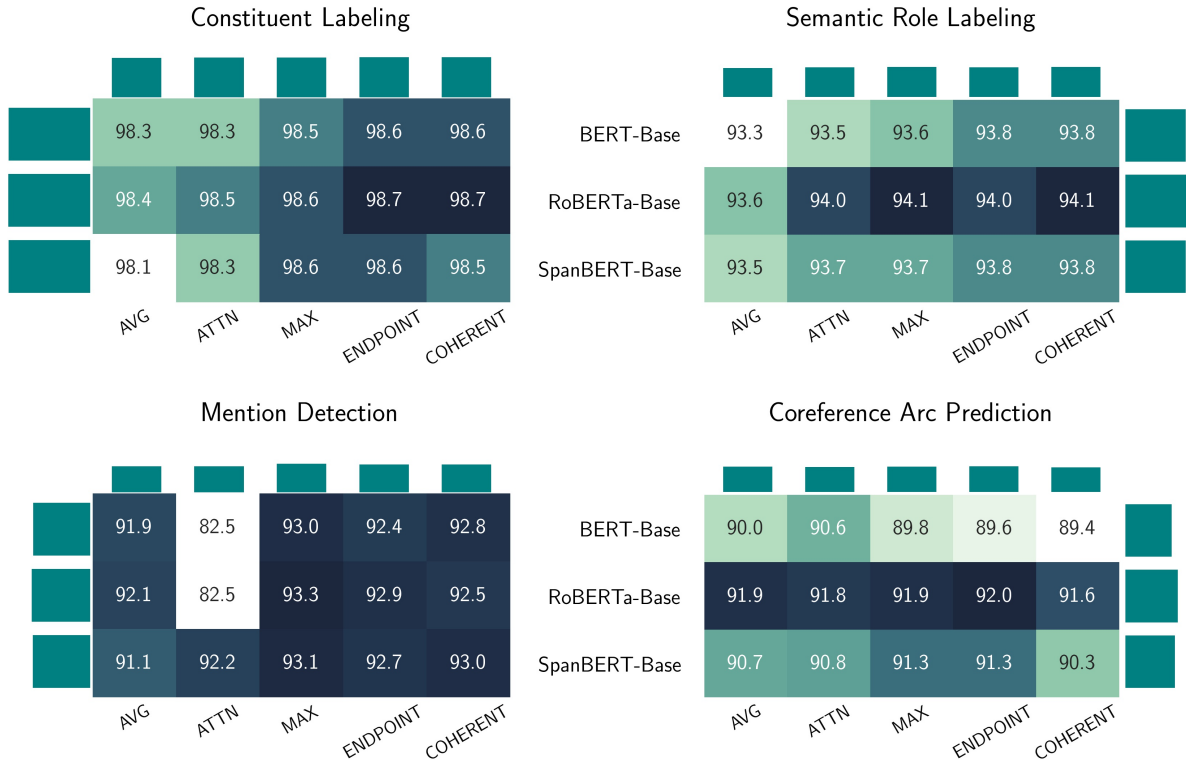 Constituent Labeling
98.3 98.3 98.5 98.6 98.6
98.4 98.5 98.6 98.7 98.7
98.1 98.3 98.6 98.6 98.5
AVG ATTN MAX ENDPOINT COHERENT
Semantic Role Labeling
BERT-Base 93.3 93.5 93.6 93.8 93.8
RoBERTa-Base 93.6 94.0 94.1 94.0 94.1
SpanBERT-Base 93.5 93.7 93.7 93.8 93.8
AVG ATTN MAX ENDPOINT COHERENT
Mention Detection
91.9 82.5 93.0 92.4 92.8
92.1 82.5 93.3 92.9 92.5
91.1 92.2 93.1 92.7 93.0
AVG ATTN MAX ENDPOINT COHERENT
Coreference Arc Prediction
BERT-Base 90.0 90.6 89.8 89.6 89.4
RoBERTa-Base 91.9 91.8 91.9 92.0 91.6
SpanBERT-Base 90.7 90.8 91.3 91.3 90.3
AVG ATTN MAX ENDPOINT COHERENT